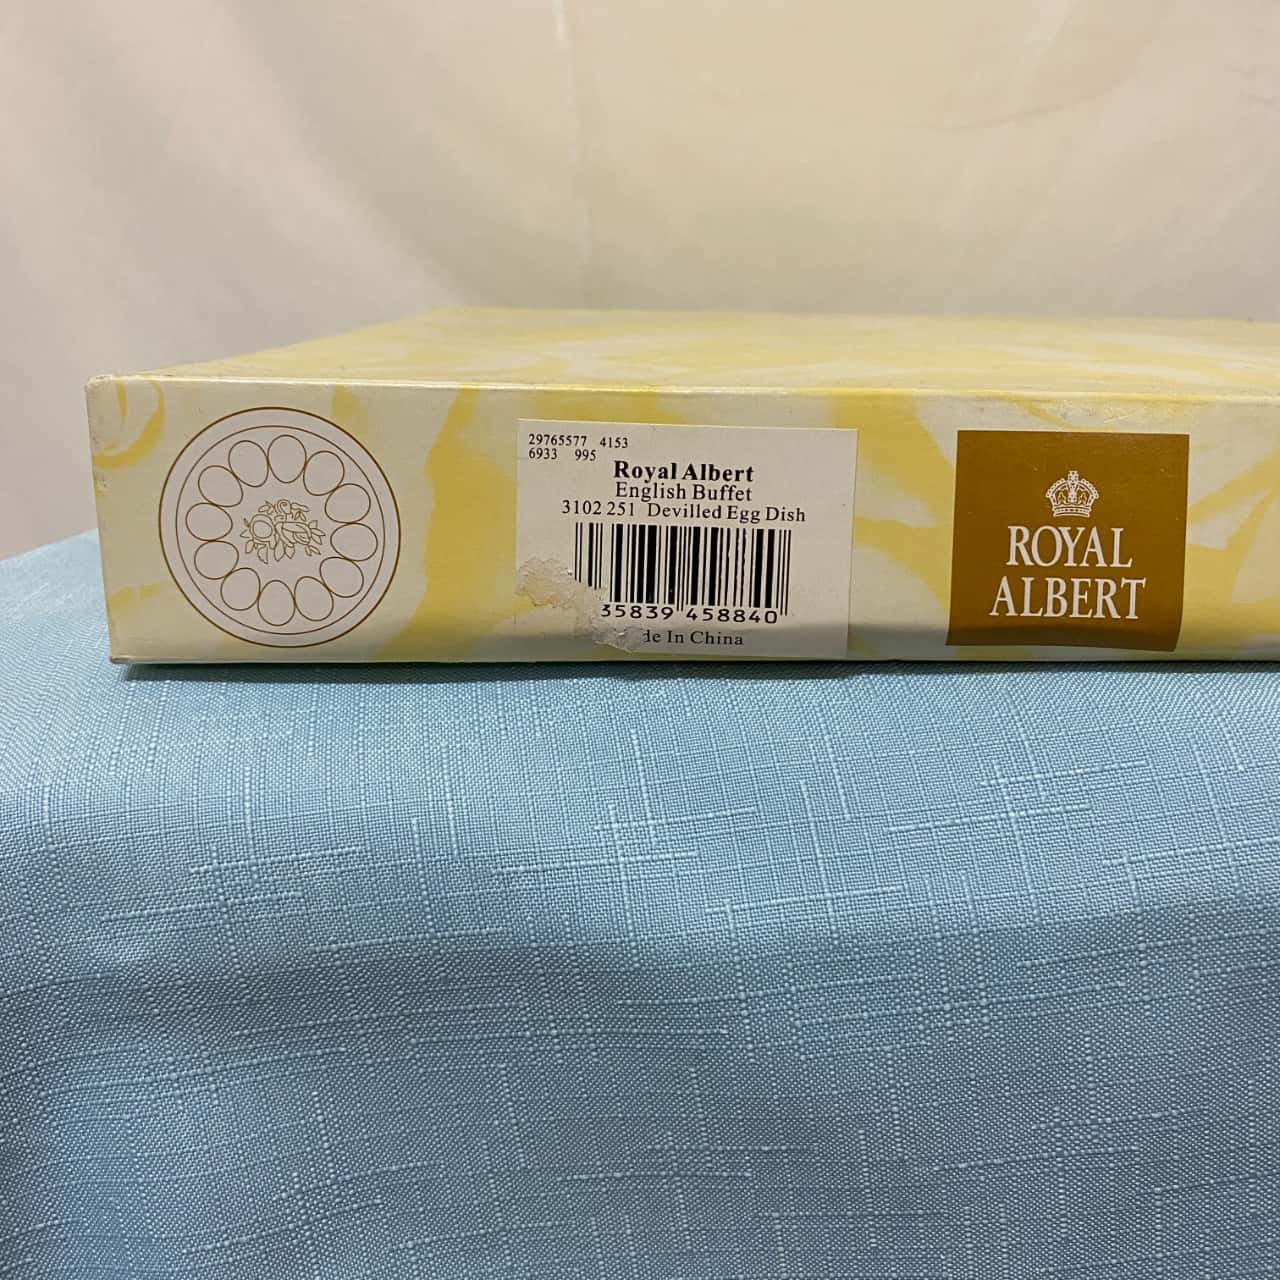 29765577 4153
6933 995
Royal Albert
English Buffet
3102 251 Devilled Egg Dish
35839 458840
In China
ROYAL
ALBERT